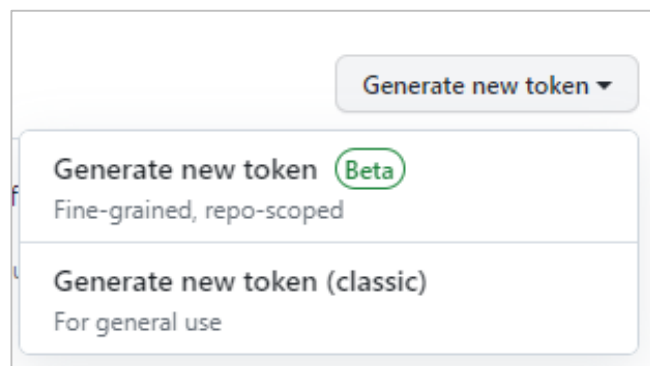 Generate new token
Generate new token Beta
Fine-grained, repo-scoped
Generate new token (classic)
For general use